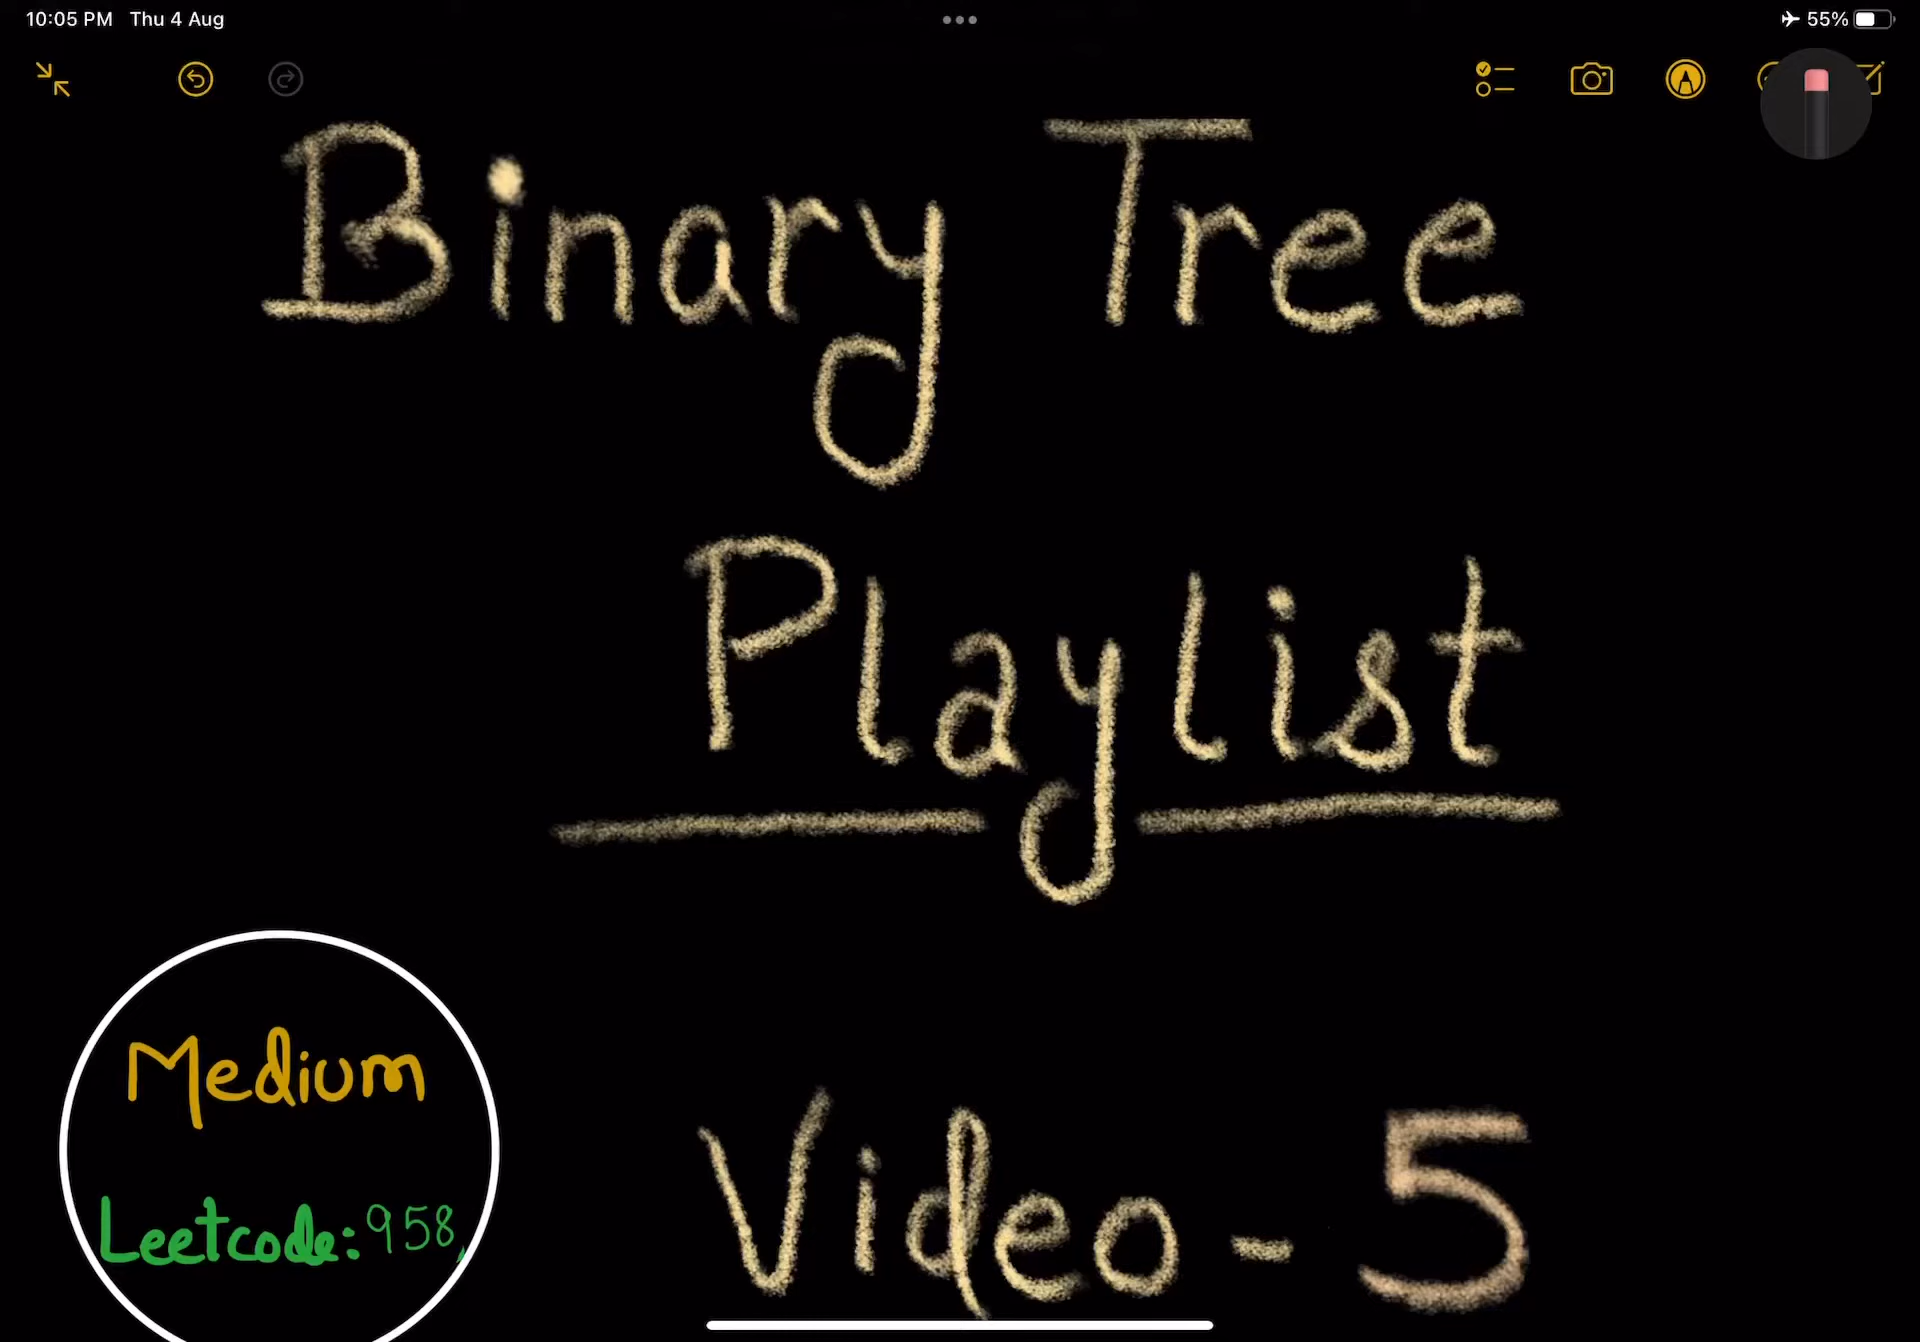 10:05 PM Thu 4 Aug
55%
Binary Tree
Playlist
Video - 5
Medium
Leetcode: 958,